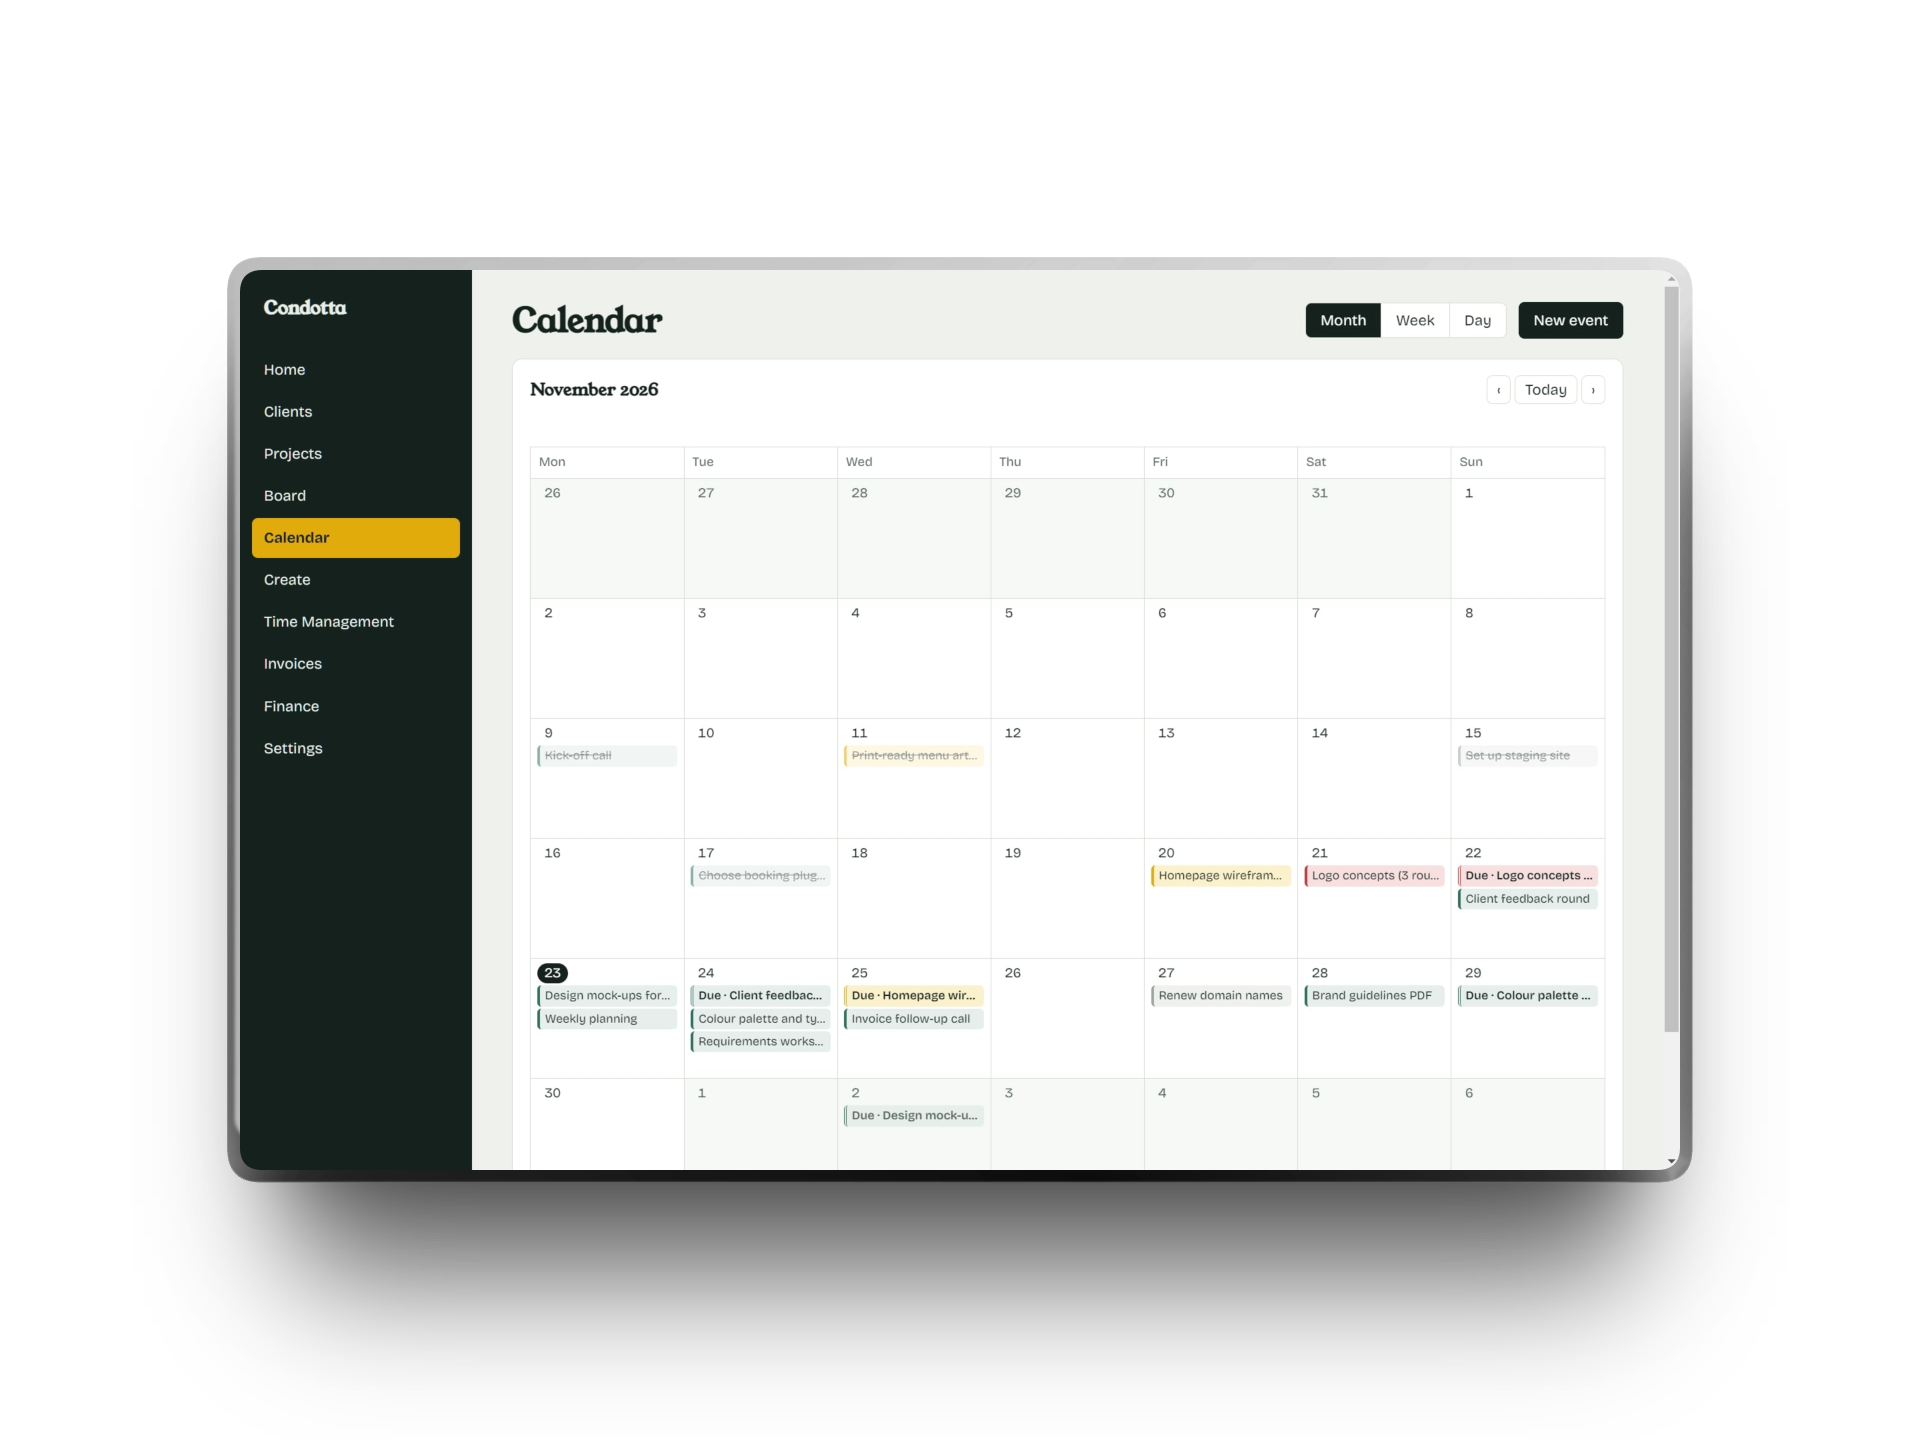 Condotta
Home
Clients
Projects
Board
Calendar
Create
Time Management
Invoices
Finance
Settings
Calendar
Month Week Day New event
November 2026
‹ Today ›
Mon Tue Wed Thu Fri Sat Sun
26 27 28 29 30 31 1
2 3 4 5 6 7 8
9 10 11 12 13 14 15
Kick-off call Print-ready menu art... Set up staging site
16 17 18 19 20 21 22
Choose booking plug... Homepage wirefram... Logo concepts (3 rou... Due · Logo concepts ...
Client feedback round
23 24 25 26 27 28 29
Design mock-ups for... Due · Client feedbac... Due · Homepage wir... Renew domain names Brand guidelines PDF Due · Colour palette ...
Weekly planning Colour palette and ty... Invoice follow-up call
Requirements works...
30 1 2 3 4 5 6
Due · Design mock-u...